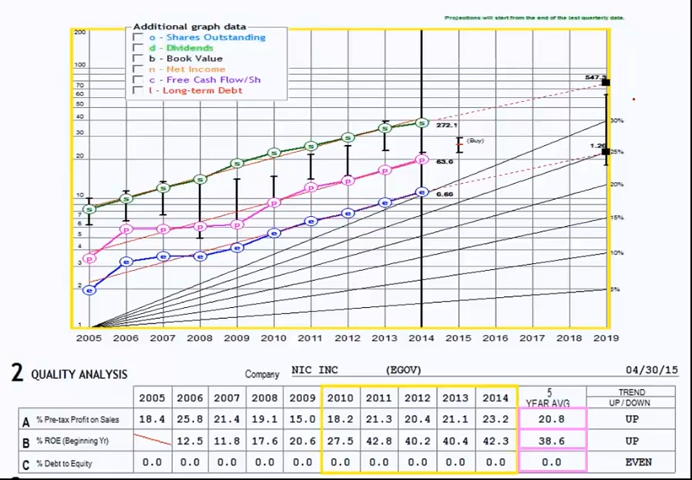 Projections will start from the end of the last quarterly data.
Additional graph data
o - Shares Outstanding
d - Dividends
b - Book Value
n - Net Income
c - Free Cash Flow/Sh
l - Long-term Debt
200
100
70
60
50
40
30
20
10
7
6
5
4
3
2
1
s s s s s s s s s s
p p p p p p p p p p
e e e e e e e e e e
272.1
63.6
6.66
(Buy)
547.3
30%
25%
20%
15%
10%
5%
2005 2006 2007 2008 2009 2010 2011 2012 2013 2014 2015 2016 2017 2018 2019
2 QUALITY ANALYSIS Company NIC INC (EGOV) 04/30/15
2005 2006 2007 2008 2009 2010 2011 2012 2013 2014 5 YEAR AVG TREND UP / DOWN
A % Pre-tax Profit on Sales 18.4 25.8 21.4 19.1 15.0 18.2 21.3 20.4 21.1 23.2 20.8 UP
B % ROE (Beginning Yr) 12.5 11.8 17.6 20.6 27.5 42.8 40.2 40.4 42.3 38.6 UP
C % Debt to Equity 0.0 0.0 0.0 0.0 0.0 0.0 0.0 0.0 0.0 0.0 0.0 EVEN